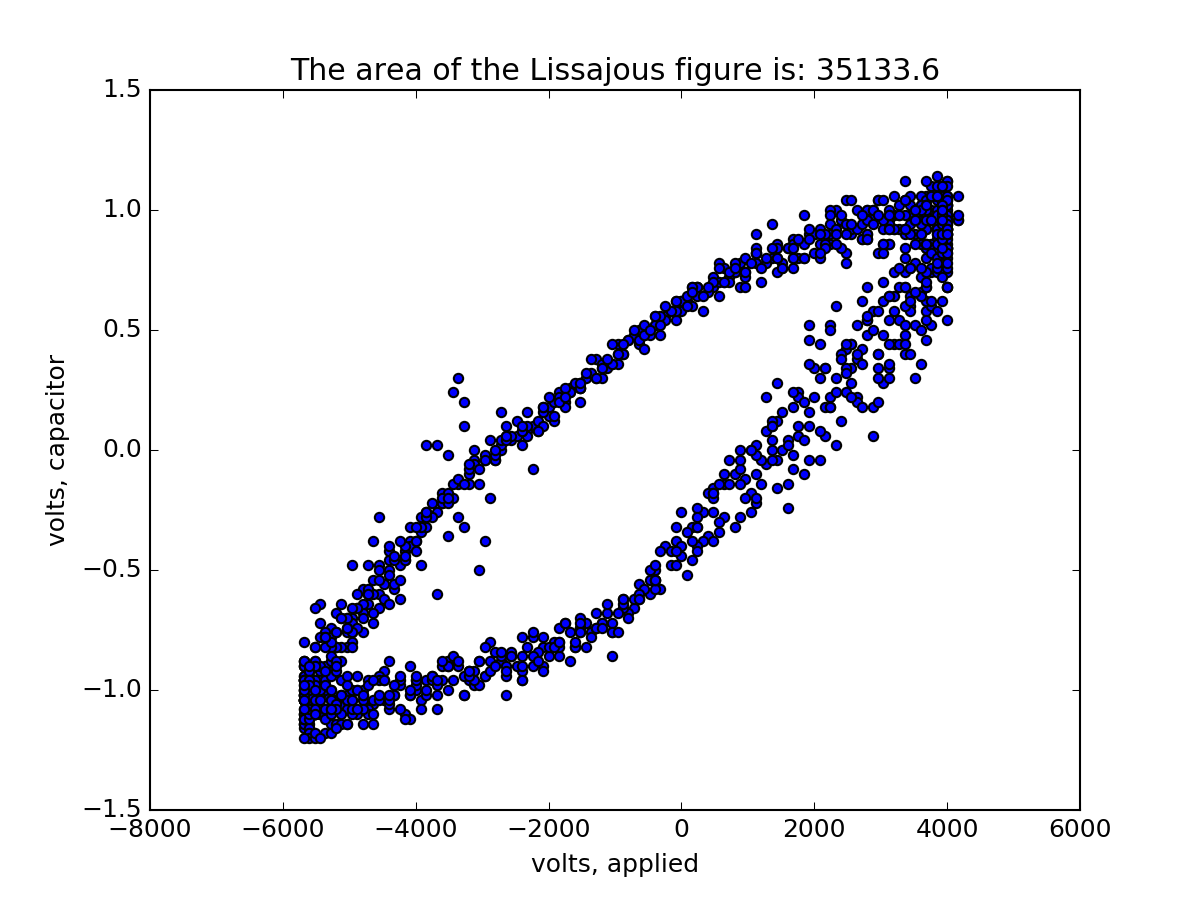 The area of the Lissajous figure is: 35133.6
1.5
1.0
0.5
0.0
−0.5
−1.0
−1.5
volts, capacitor
−8000 −6000 −4000 −2000 0 2000 4000 6000
volts, applied